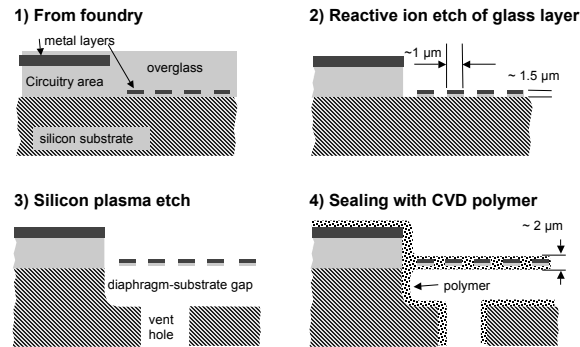 1) From foundry
metal layers
overglass
Circuitry area
silicon substrate
2) Reactive ion etch of glass layer
~1 µm
~ 1.5 µm
3) Silicon plasma etch
diaphragm-substrate gap
vent
hole
4) Sealing with CVD polymer
~ 2 µm
polymer